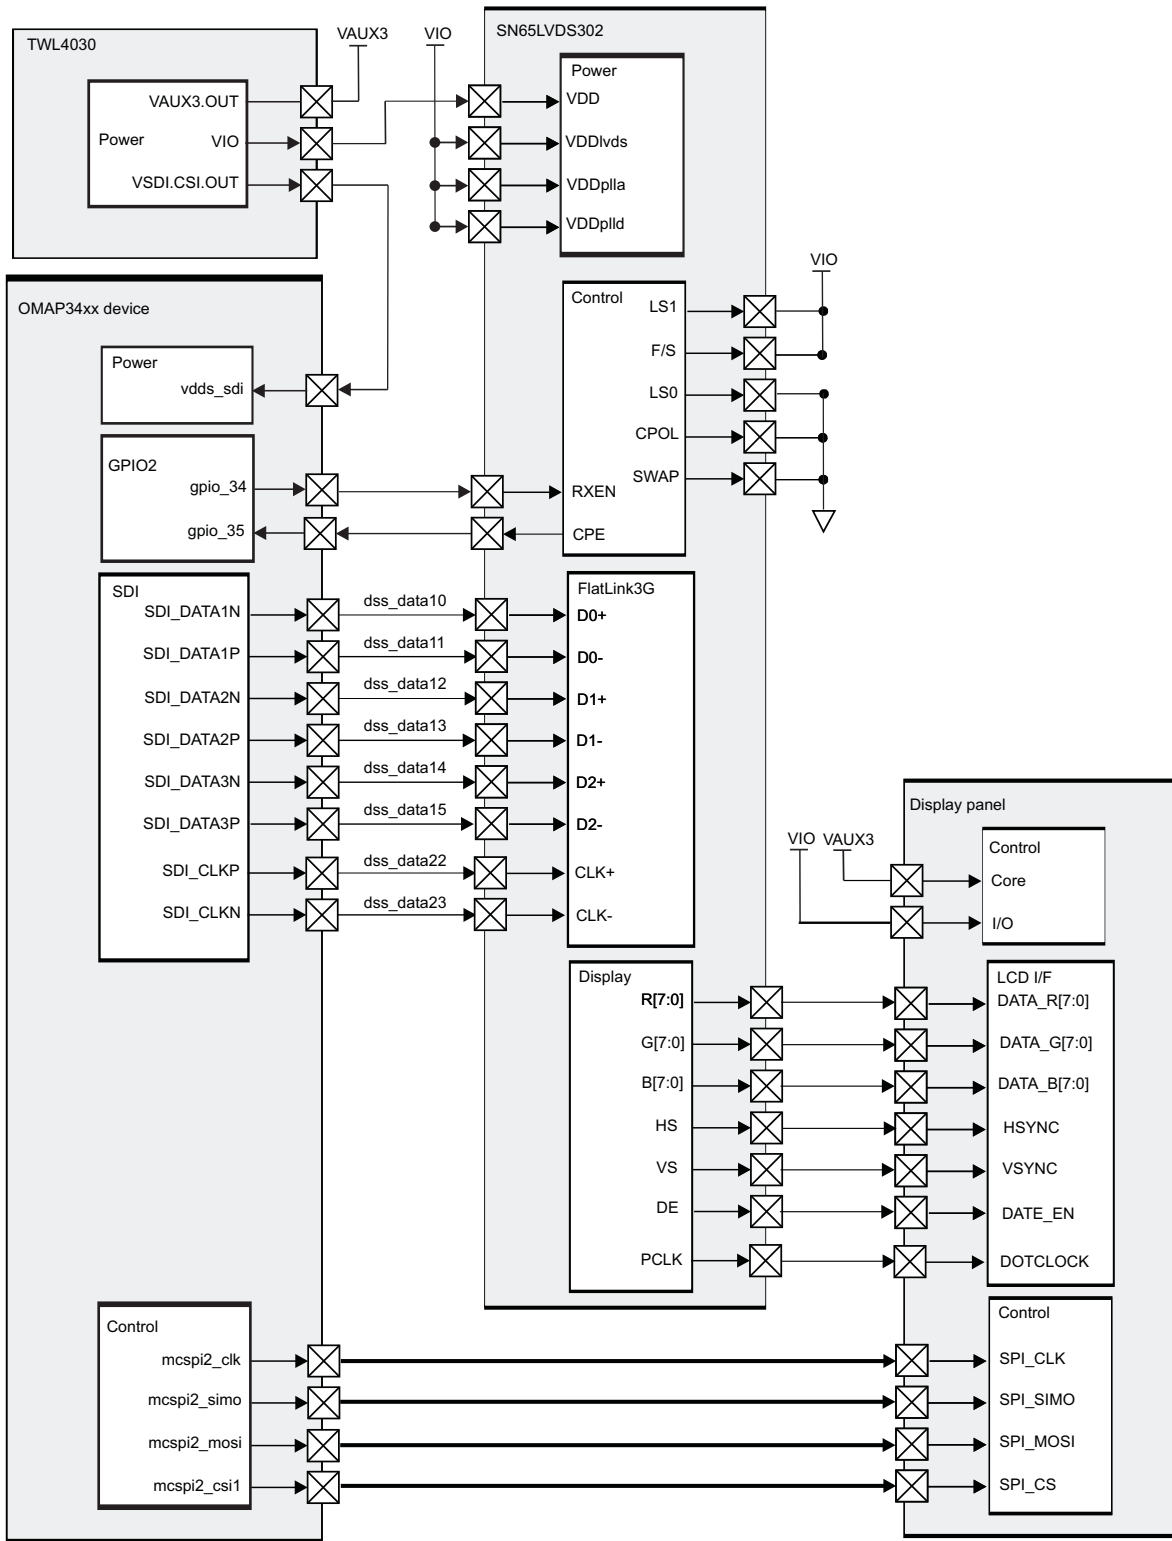 TWL4030
VAUX3
VAUX3.OUT
Power
VIO
VSDI.CSI.OUT
VIO
SN65LVDS302
Power
VDD
VDDlvds
VDDplla
VDDplld
OMAP34xx device
Power
vdds_sdi
GPIO2
gpio_34
gpio_35
Control
LS1
F/S
LS0
CPOL
SWAP
RXEN
CPE
VIO
SDI
SDI_DATA1N
SDI_DATA1P
SDI_DATA2N
SDI_DATA2P
SDI_DATA3N
SDI_DATA3P
SDI_CLKP
SDI_CLKN
dss_data10
dss_data11
dss_data12
dss_data13
dss_data14
dss_data15
dss_data22
dss_data23
FlatLink3G
D0+
D0-
D1+
D1-
D2+
D2-
CLK+
CLK-
Display
R[7:0]
G[7:0]
B[7:0]
HS
VS
DE
PCLK
Display panel
VIO
VAUX3
Control
Core
I/O
LCD I/F
DATA_R[7:0]
DATA_G[7:0]
DATA_B[7:0]
HSYNC
VSYNC
DATE_EN
DOTCLOCK
Control
mcspi2_clk
mcspi2_simo
mcspi2_mosi
mcspi2_csi1
Control
SPI_CLK
SPI_SIMO
SPI_MOSI
SPI_CS